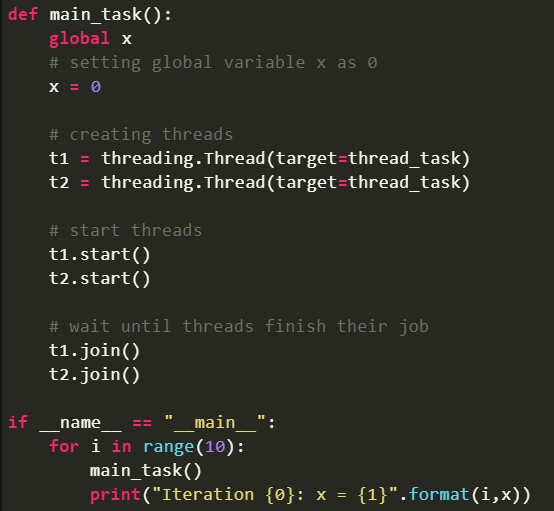 def main_task():
    global x
    # setting global variable x as 0
    x = 0

    # creating threads
    t1 = threading.Thread(target=thread_task)
    t2 = threading.Thread(target=thread_task)

    # start threads
    t1.start()
    t2.start()

    # wait until threads finish their job
    t1.join()
    t2.join()

if __name__ == "__main__":
    for i in range(10):
        main_task()
        print("Iteration {0}: x = {1}".format(i,x))